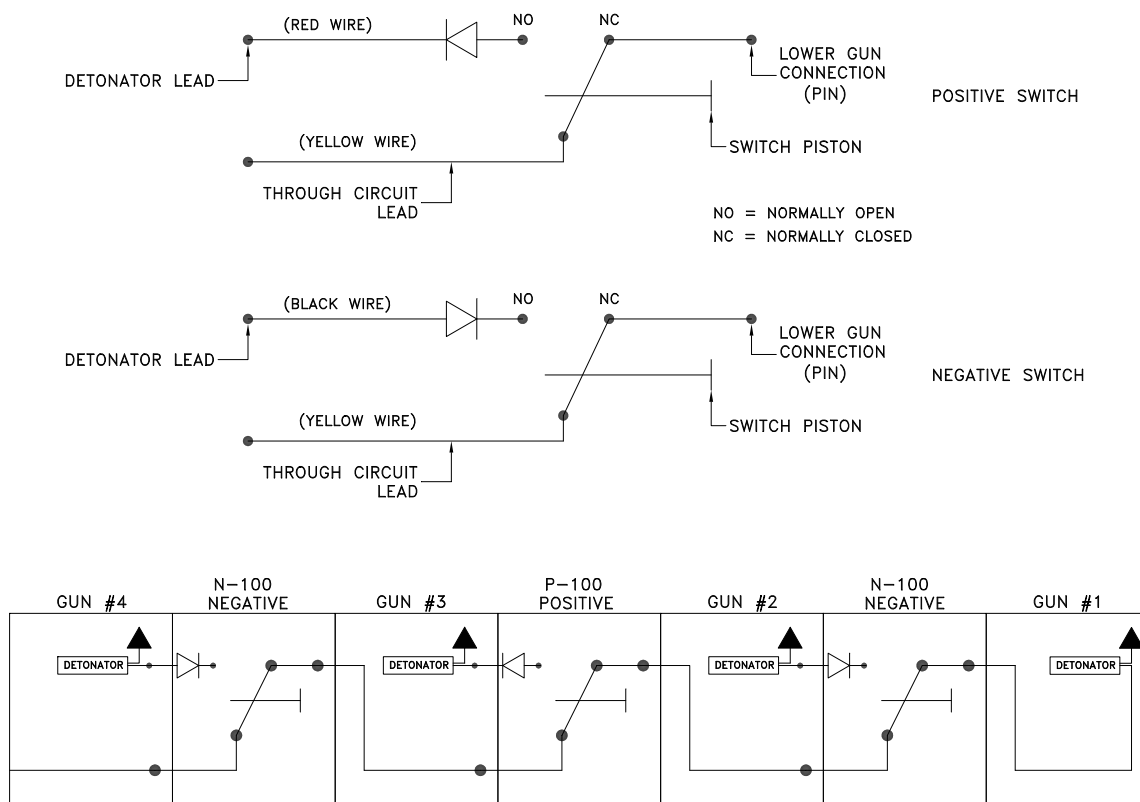 (RED WIRE)
NO
NC
DETONATOR LEAD
LOWER GUN
CONNECTION
(PIN)
POSITIVE SWITCH
(YELLOW WIRE)
SWITCH PISTON
THROUGH CIRCUIT
LEAD
NO = NORMALLY OPEN
NC = NORMALLY CLOSED
(BLACK WIRE)
NO
NC
DETONATOR LEAD
LOWER GUN
CONNECTION
(PIN)
NEGATIVE SWITCH
(YELLOW WIRE)
SWITCH PISTON
THROUGH CIRCUIT
LEAD
GUN #4
N-100
NEGATIVE
GUN #3
P-100
POSITIVE
GUN #2
N-100
NEGATIVE
GUN #1
DETONATOR
DETONATOR
DETONATOR
DETONATOR